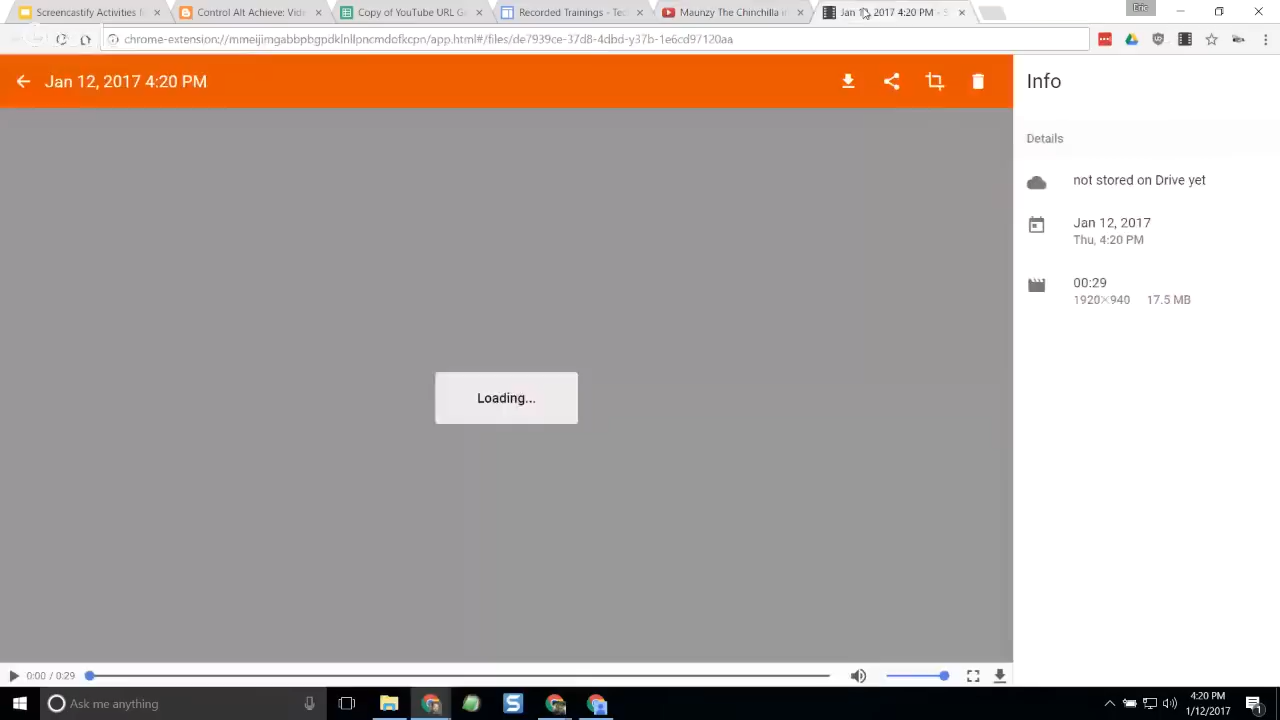 Screencastify Activities f
Control Alt Achieve: Vide
Copy of YouTube URL G
Recorded Trainings - Tec
Maunzy The Chinchilla i
Jan 12, 2017 4:20 PM - S
Eric
chrome-extension://mmeijimgabbpbgpdklnllpncmdofkcpn/app.html#/files/de7939ce-37d8-4dbd-y37b-1e6cd97120aa
Jan 12, 2017 4:20 PM
Info
Details
not stored on Drive yet
Jan 12, 2017
Thu, 4:20 PM
00:29
1920×940 17.5 MB
Loading...
0:00 / 0:29
Ask me anything
4:20 PM
1/12/2017